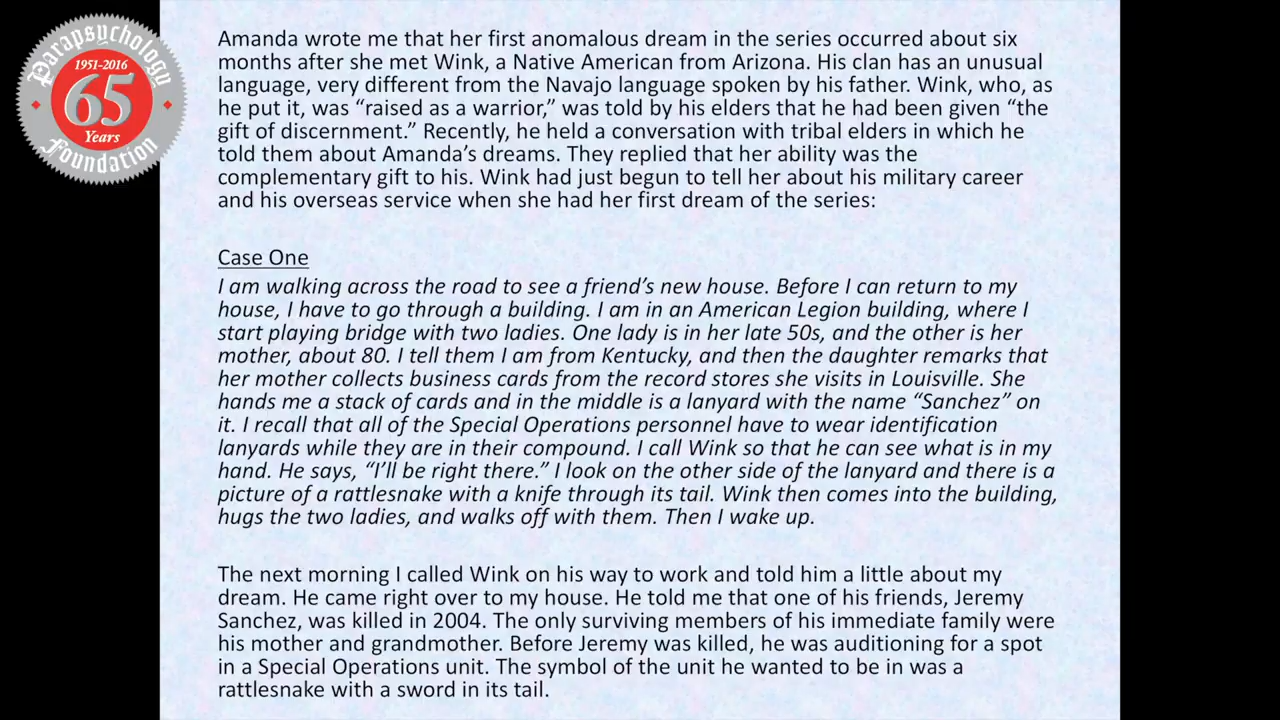 Parapsychology
1951-2016
65
Years
Foundation
Amanda wrote me that her first anomalous dream in the series occurred about six
months after she met Wink, a Native American from Arizona. His clan has an unusual
language, very different from the Navajo language spoken by his father. Wink, who, as
he put it, was “raised as a warrior,” was told by his elders that he had been given “the
gift of discernment.” Recently, he held a conversation with tribal elders in which he
told them about Amanda’s dreams. They replied that her ability was the
complementary gift to his. Wink had just begun to tell her about his military career
and his overseas service when she had her first dream of the series:
Case One
I am walking across the road to see a friend’s new house. Before I can return to my
house, I have to go through a building. I am in an American Legion building, where I
start playing bridge with two ladies. One lady is in her late 50s, and the other is her
mother, about 80. I tell them I am from Kentucky, and then the daughter remarks that
her mother collects business cards from the record stores she visits in Louisville. She
hands me a stack of cards and in the middle is a lanyard with the name “Sanchez” on
it. I recall that all of the Special Operations personnel have to wear identification
lanyards while they are in their compound. I call Wink so that he can see what is in my
hand. He says, “I’ll be right there.” I look on the other side of the lanyard and there is a
picture of a rattlesnake with a knife through its tail. Wink then comes into the building,
hugs the two ladies, and walks off with them. Then I wake up.
The next morning I called Wink on his way to work and told him a little about my
dream. He came right over to my house. He told me that one of his friends, Jeremy
Sanchez, was killed in 2004. The only surviving members of his immediate family were
his mother and grandmother. Before Jeremy was killed, he was auditioning for a spot
in a Special Operations unit. The symbol of the unit he wanted to be in was a
rattlesnake with a sword in its tail.